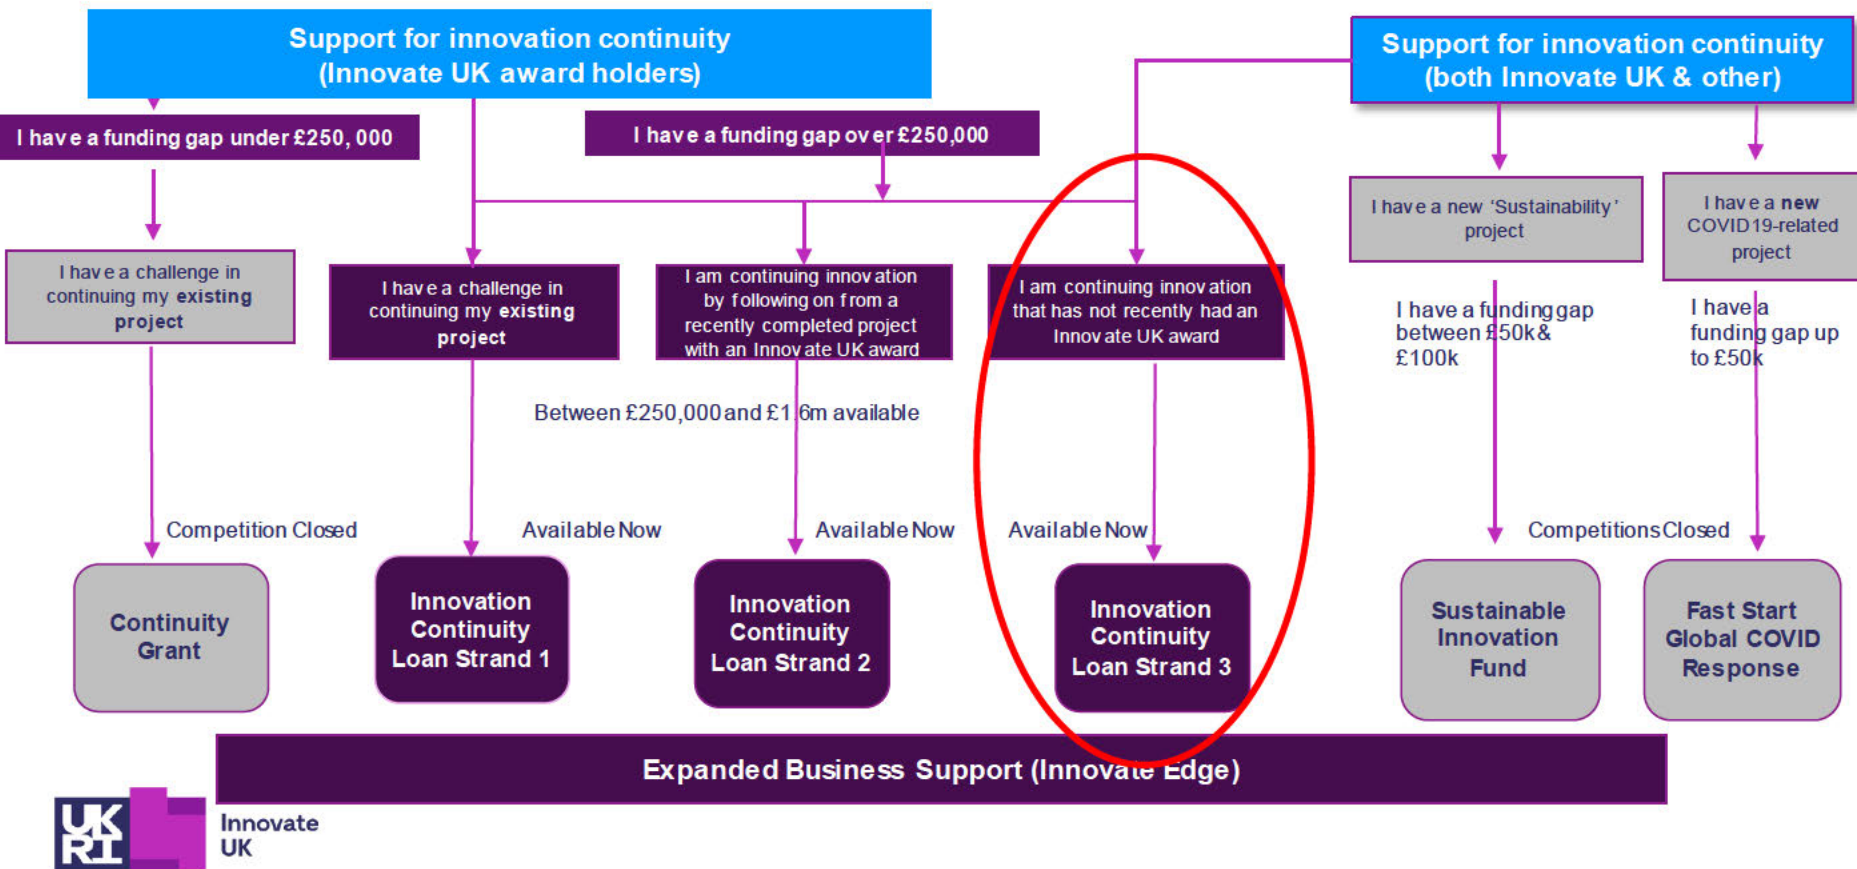 Support for innovation continuity
(Innovate UK award holders)
Support for innovation continuity
(both Innovate UK & other)
I have a funding gap under £250, 000
I have a funding gap over £250,000
I have a challenge in
continuing my existing
project
I have a challenge in
continuing my existing
project
I am continuing innovation
by following on from a
recently completed project
with an Innovate UK award
I am continuing innovation
that has not recently had an
Innovate UK award
I have a new ‘Sustainability’
project
I have a new
COVID19-related
project
I have a funding gap
between £50k &
£100k
I have a
funding gap up
to £50k
Between £250,000 and £1.6m available
Competition Closed
Available Now
Available Now
Available Now
Competitions Closed
Continuity
Grant
Innovation
Continuity
Loan Strand 1
Innovation
Continuity
Loan Strand 2
Innovation
Continuity
Loan Strand 3
Sustainable
Innovation
Fund
Fast Start
Global COVID
Response
Expanded Business Support (Innovate Edge)
UK
RI
Innovate
UK